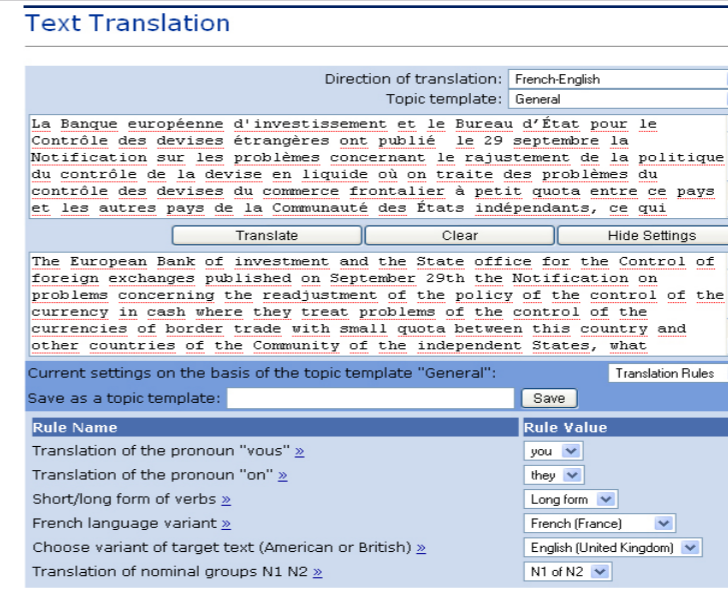 Text Translation
Direction of translation: French-English
Topic template: General
La Banque européenne d'investissement et le Bureau d'État pour le
Contrôle des devises étrangères ont publié le 29 septembre la
Notification sur les problèmes concernant le rajustement de la politique
du contrôle de la devise en liquide où on traite des problèmes du
contrôle des devises du commerce frontalier à petit quota entre ce pays
et les autres pays de la Communauté des États indépendants, ce qui
Translate Clear Hide Settings
The European Bank of investment and the State office for the Control of
foreign exchanges published on September 29th the Notification on
problems concerning the readjustment of the policy of the control of the
currency in cash where they treat problems of the control of the
currencies of border trade with small quota between this country and
other countries of the Community of the independent States, what
Current settings on the basis of the topic template "General": Translation Rules
Save as a topic template: Save
Rule Name Rule Value
Translation of the pronoun "vous" » you
Translation of the pronoun "on" » they
Short/long form of verbs » Long form
French language variant » French (France)
Choose variant of target text (American or British) » English (United Kingdom)
Translation of nominal groups N1 N2 » N1 of N2